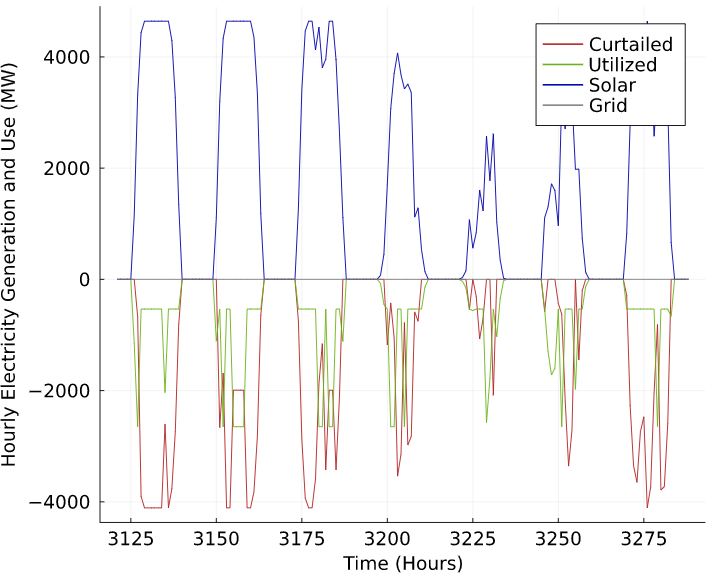 Hourly Electricity Generation and Use (MW)
4000
2000
0
−2000
−4000
Curtailed
Utilized
Solar
Grid
3125 3150 3175 3200 3225 3250 3275
Time (Hours)